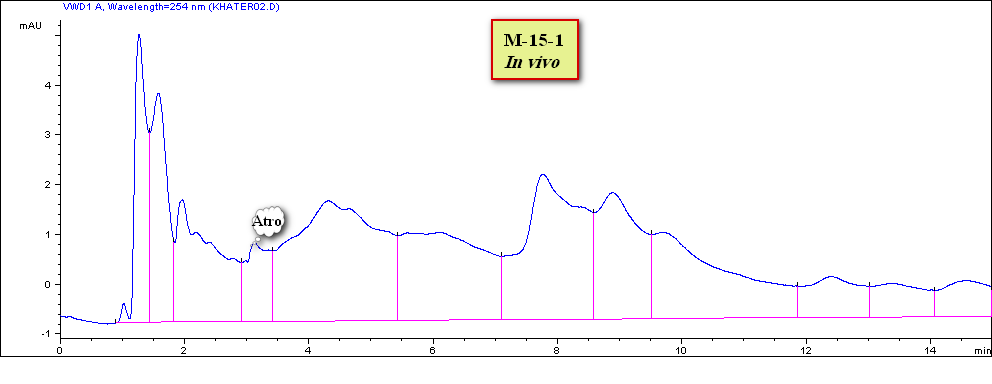 VWD1 A, Wavelength=254 nm (KHATER02.D)
mAU
M-15-1
In vivo
4
3
2
1
0
-1
Atro
0 2 4 6 8 10 12 14 min